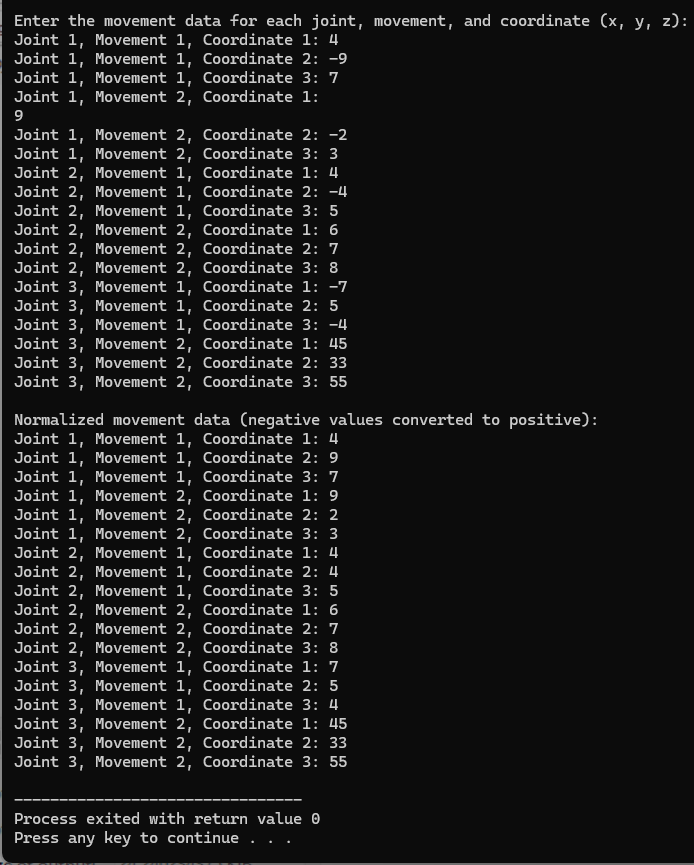 Enter the movement data for each joint, movement, and coordinate (x, y, z):
Joint 1, Movement 1, Coordinate 1: 4
Joint 1, Movement 1, Coordinate 2: -9
Joint 1, Movement 1, Coordinate 3: 7
Joint 1, Movement 2, Coordinate 1:
9
Joint 1, Movement 2, Coordinate 2: -2
Joint 1, Movement 2, Coordinate 3: 3
Joint 2, Movement 1, Coordinate 1: 4
Joint 2, Movement 1, Coordinate 2: -4
Joint 2, Movement 1, Coordinate 3: 5
Joint 2, Movement 2, Coordinate 1: 6
Joint 2, Movement 2, Coordinate 2: 7
Joint 2, Movement 2, Coordinate 3: 8
Joint 3, Movement 1, Coordinate 1: -7
Joint 3, Movement 1, Coordinate 2: 5
Joint 3, Movement 1, Coordinate 3: -4
Joint 3, Movement 2, Coordinate 1: 45
Joint 3, Movement 2, Coordinate 2: 33
Joint 3, Movement 2, Coordinate 3: 55

Normalized movement data (negative values converted to positive):
Joint 1, Movement 1, Coordinate 1: 4
Joint 1, Movement 1, Coordinate 2: 9
Joint 1, Movement 1, Coordinate 3: 7
Joint 1, Movement 2, Coordinate 1: 9
Joint 1, Movement 2, Coordinate 2: 2
Joint 1, Movement 2, Coordinate 3: 3
Joint 2, Movement 1, Coordinate 1: 4
Joint 2, Movement 1, Coordinate 2: 4
Joint 2, Movement 1, Coordinate 3: 5
Joint 2, Movement 2, Coordinate 1: 6
Joint 2, Movement 2, Coordinate 2: 7
Joint 2, Movement 2, Coordinate 3: 8
Joint 3, Movement 1, Coordinate 1: 7
Joint 3, Movement 1, Coordinate 2: 5
Joint 3, Movement 1, Coordinate 3: 4
Joint 3, Movement 2, Coordinate 1: 45
Joint 3, Movement 2, Coordinate 2: 33
Joint 3, Movement 2, Coordinate 3: 55

--------------------------------
Process exited with return value 0
Press any key to continue . . .